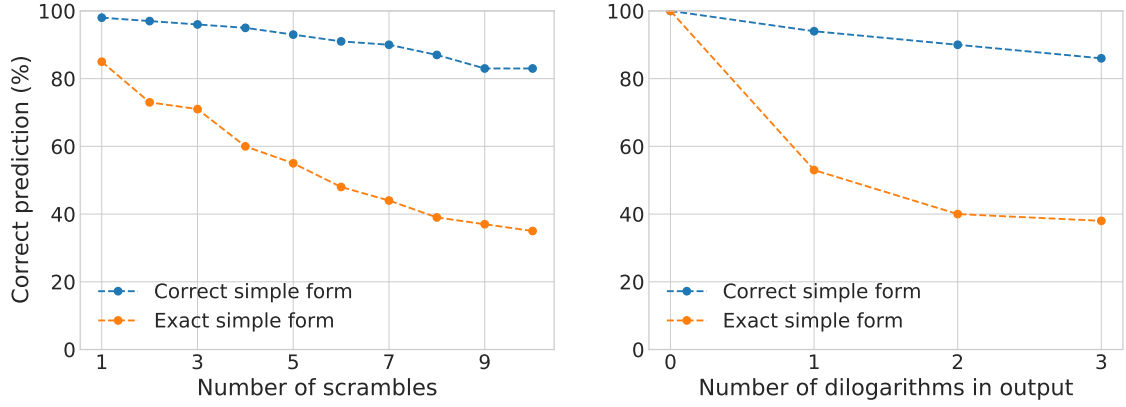 100
80
60
40
20
0
Correct prediction (%)
Correct simple form
Exact simple form
1 3 5 7 9
Number of scrambles
100
80
60
40
20
0
Correct simple form
Exact simple form
0 1 2 3
Number of dilogarithms in output